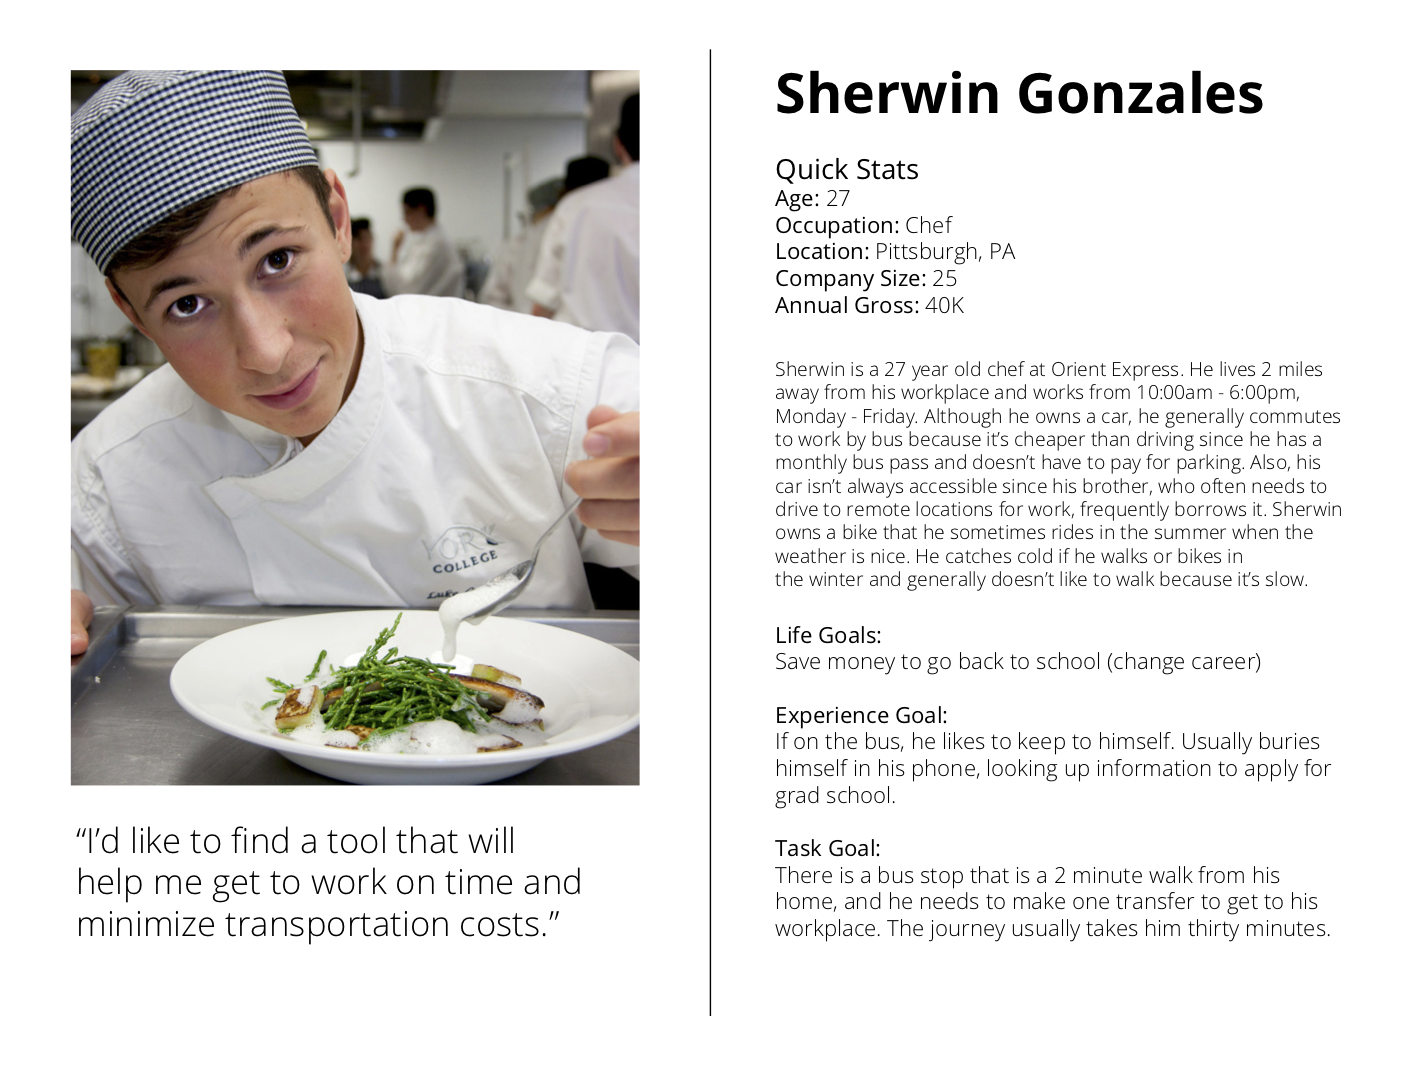 YORK
COLLEGE
“I’d like to find a tool that will
help me get to work on time and
minimize transportation costs.”
Sherwin Gonzales
Quick Stats
Age: 27
Occupation: Chef
Location: Pittsburgh, PA
Company Size: 25
Annual Gross: 40K
Sherwin is a 27 year old chef at Orient Express. He lives 2 miles
away from his workplace and works from 10:00am - 6:00pm,
Monday - Friday. Although he owns a car, he generally commutes
to work by bus because it’s cheaper than driving since he has a
monthly bus pass and doesn’t have to pay for parking. Also, his
car isn’t always accessible since his brother, who often needs to
drive to remote locations for work, frequently borrows it. Sherwin
owns a bike that he sometimes rides in the summer when the
weather is nice. He catches cold if he walks or bikes in
the winter and generally doesn’t like to walk because it’s slow.
Life Goals:
Save money to go back to school (change career)
Experience Goal:
If on the bus, he likes to keep to himself. Usually buries
himself in his phone, looking up information to apply for
grad school.
Task Goal:
There is a bus stop that is a 2 minute walk from his
home, and he needs to make one transfer to get to his
workplace. The journey usually takes him thirty minutes.